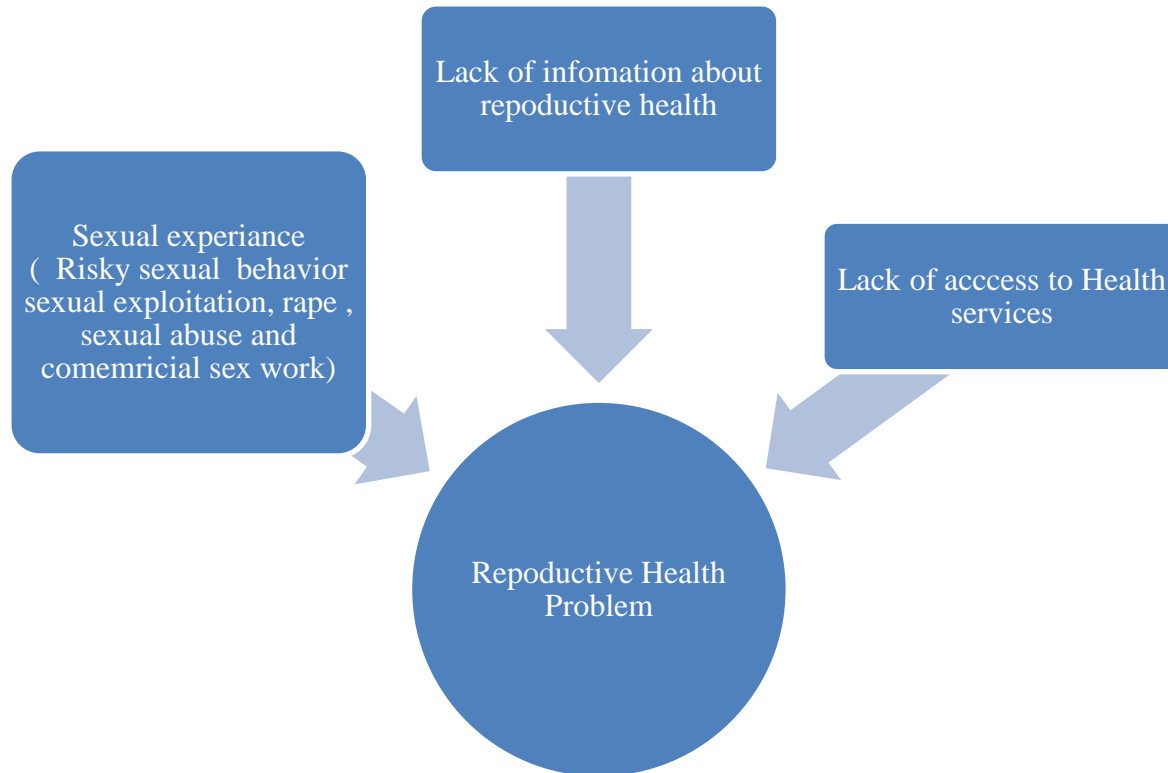 Lack of infomation about
repoductive health
Sexual experiance
( Risky sexual behavior
sexual exploitation, rape ,
sexual abuse and
comemricial sex work)
Lack of acccess to Health
services
Repoductive Health
Problem